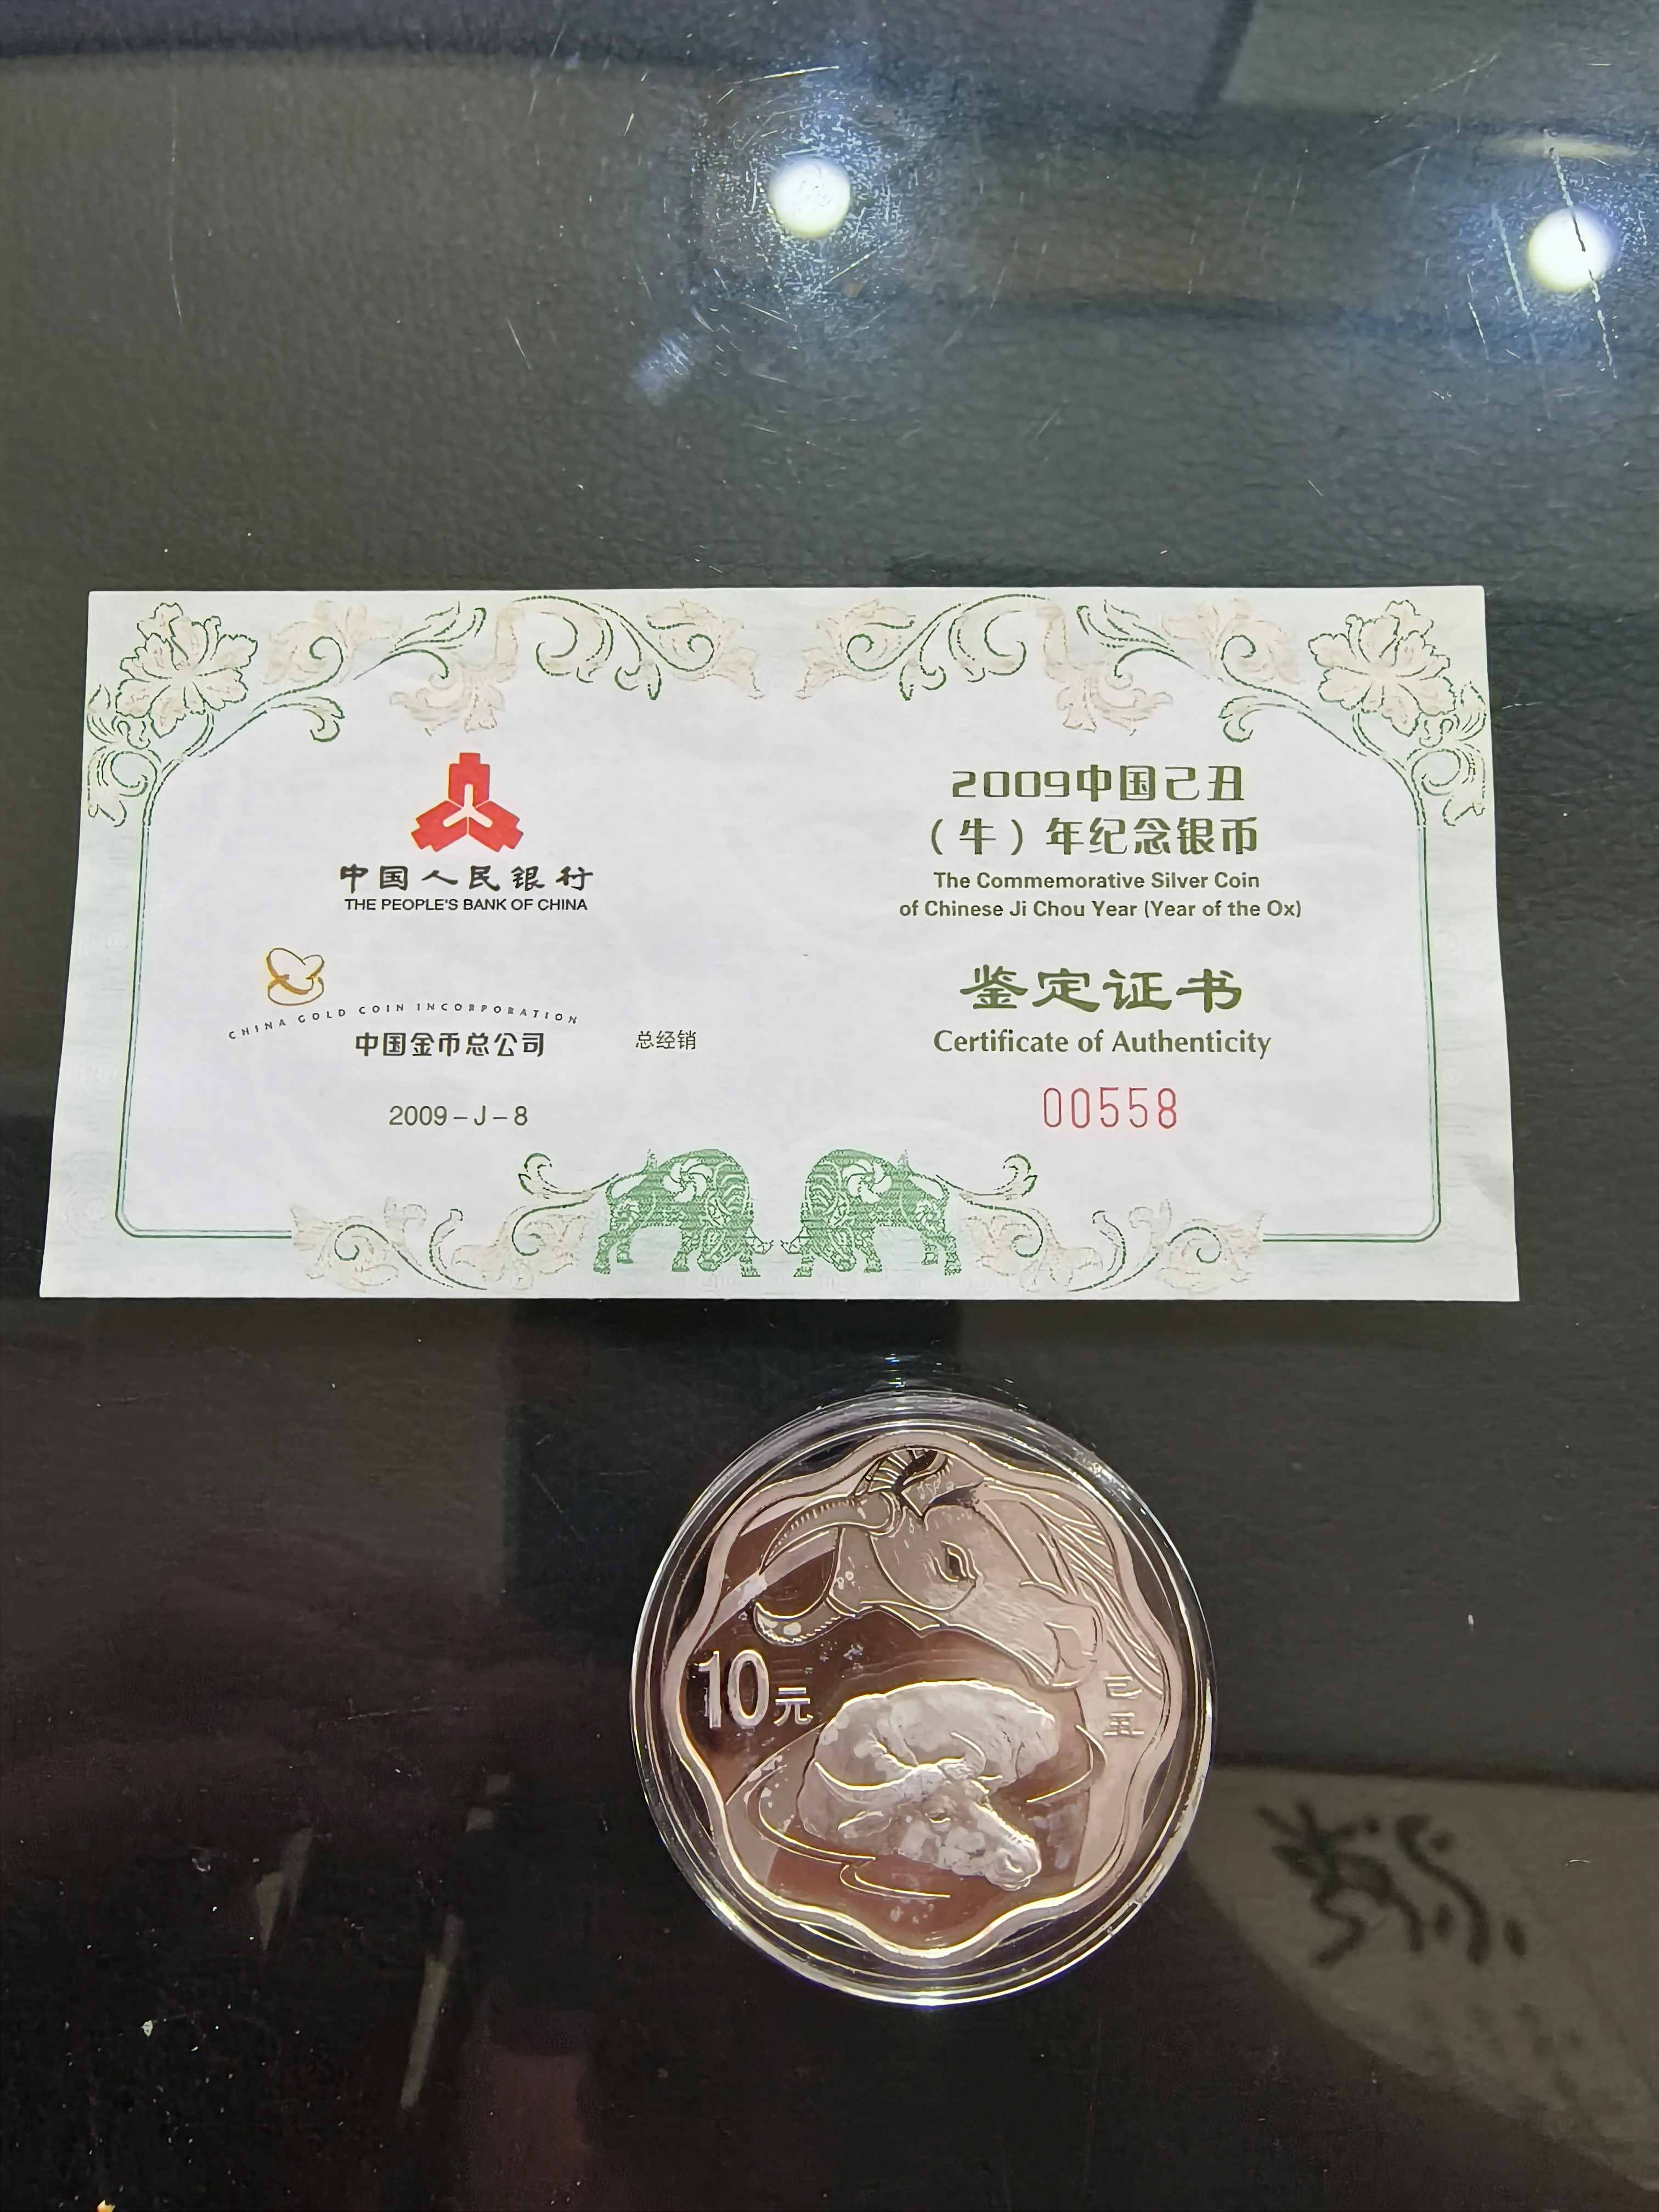 中国人民银行
THE PEOPLE'S BANK OF CHINA
CHINA GOLD COIN INCORPORATION
中国金币总公司
总经销
2009-J-8
2009中国己丑
（牛）年纪念银币
The Commemorative Silver Coin
of Chinese Ji Chou Year (Year of the Ox)
鉴定证书
Certificate of Authenticity
00558
10元
己
丑